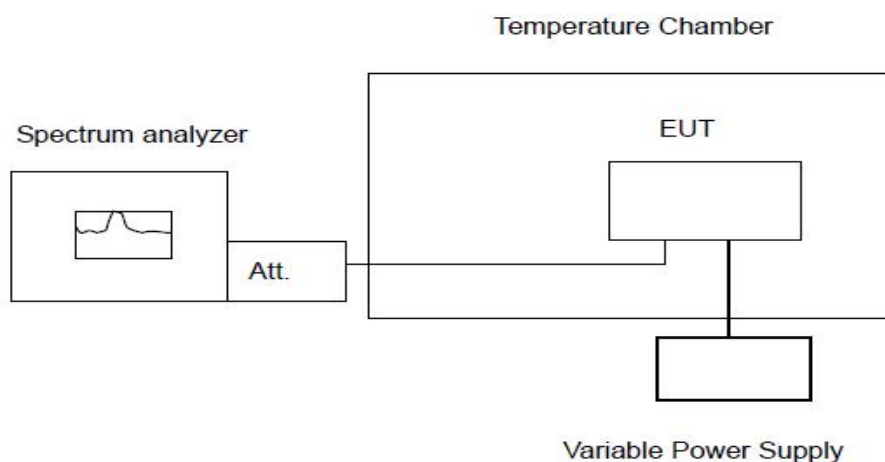 Temperature Chamber
Spectrum analyzer
EUT
Att.
Variable Power Supply